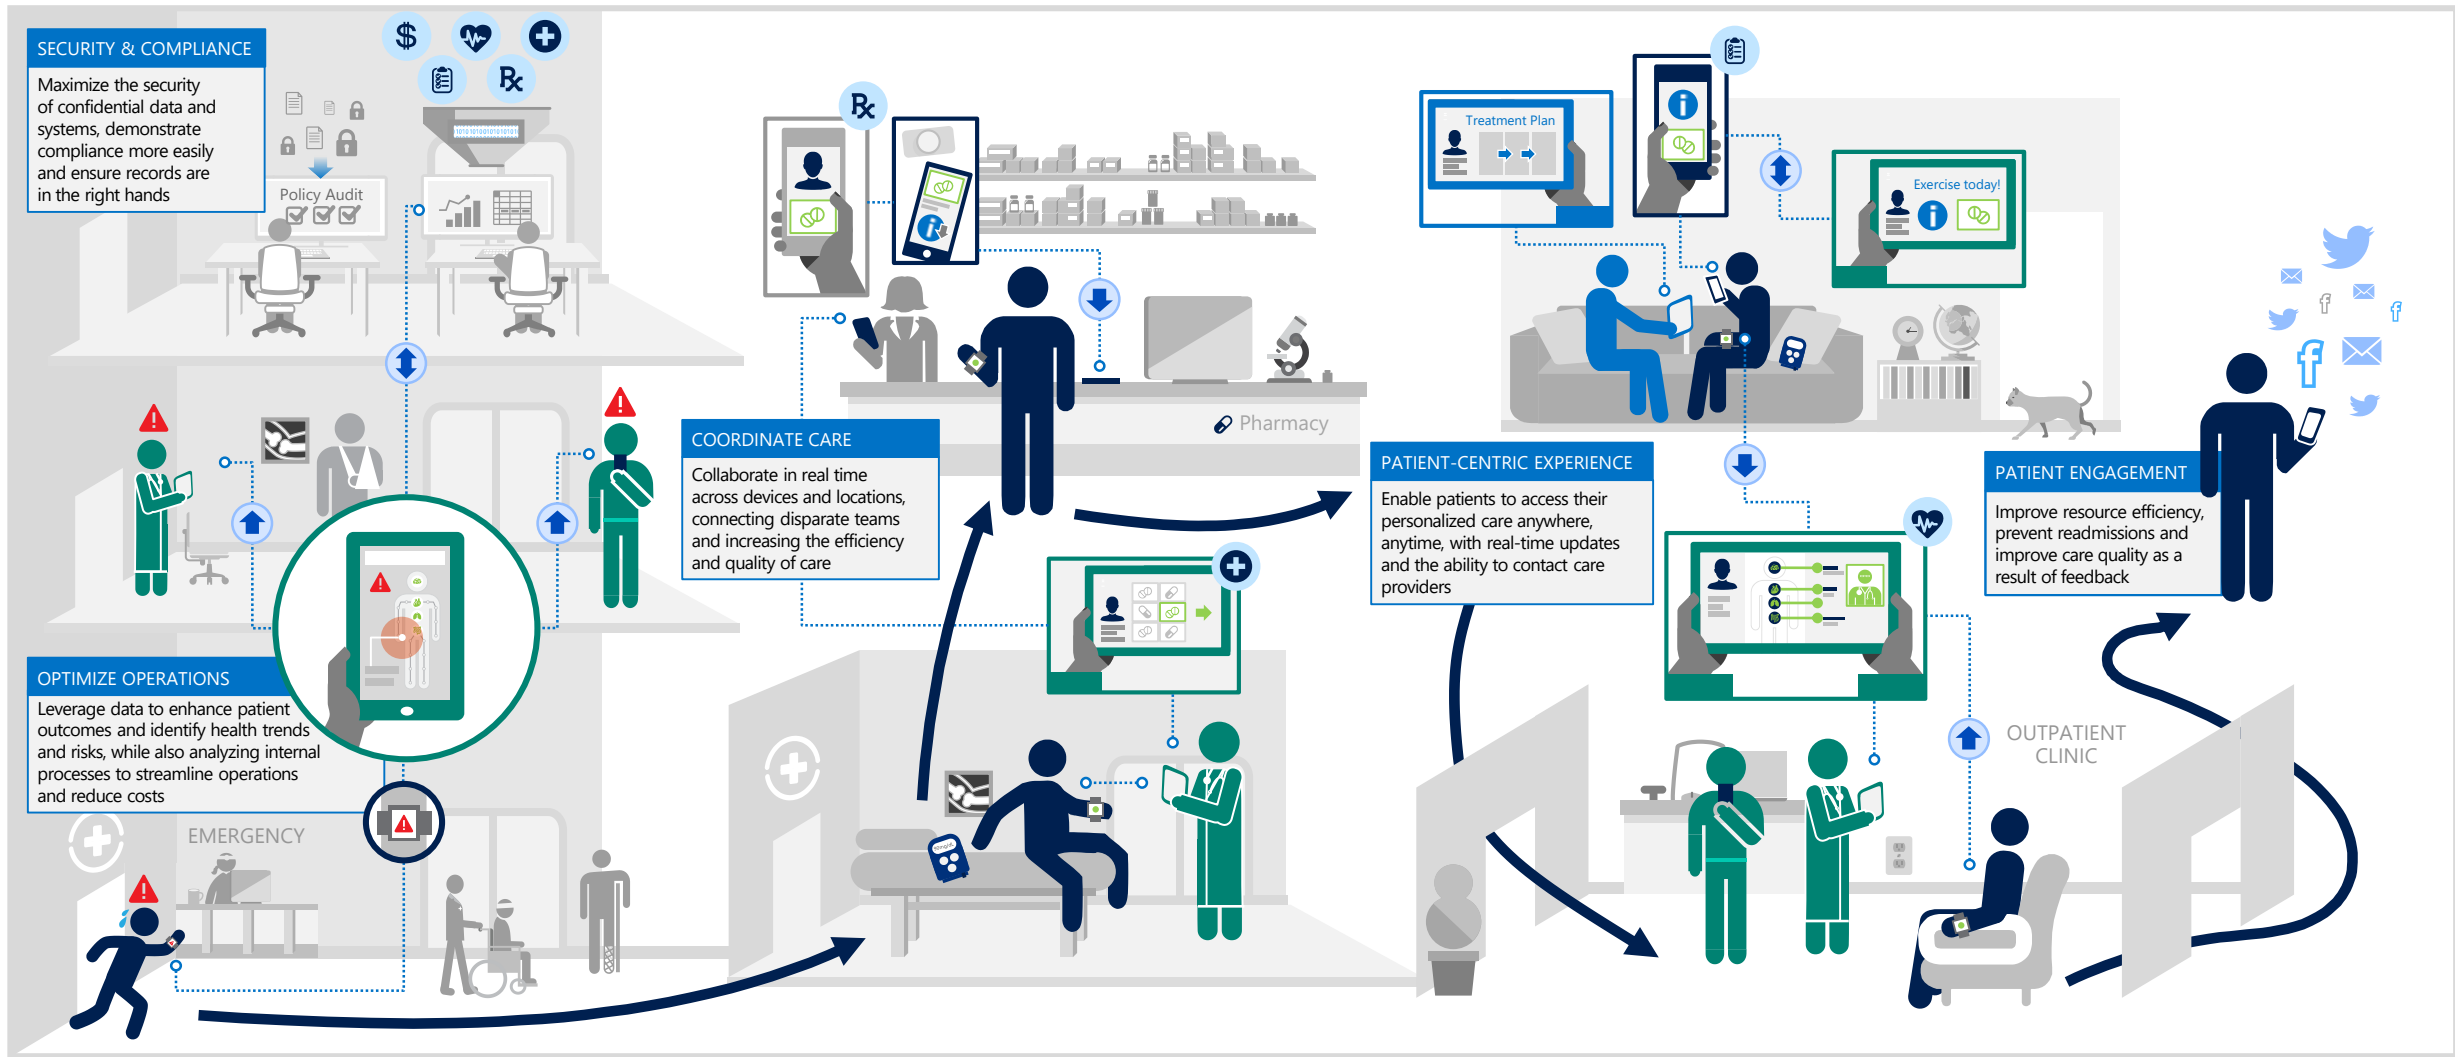 SECURITY & COMPLIANCE
Maximize the security
of confidential data and
systems, demonstrate
compliance more easily
and ensure records are
in the right hands
$
Rx
Policy Audit
OPTIMIZE OPERATIONS
Leverage data to enhance patient
outcomes and identify health trends
and risks, while also analyzing internal
processes to streamline operations
and reduce costs
EMERGENCY
Rx
COORDINATE CARE
Collaborate in real time
across devices and locations,
connecting disparate teams
and increasing the efficiency
and quality of care
Pharmacy
Treatment Plan
Exercise today!
PATIENT-CENTRIC EXPERIENCE
Enable patients to access their
personalized care anywhere,
anytime, with real-time updates
and the ability to contact care
providers
PATIENT ENGAGEMENT
Improve resource efficiency,
prevent readmissions and
improve care quality as a
result of feedback
OUTPATIENT
CLINIC